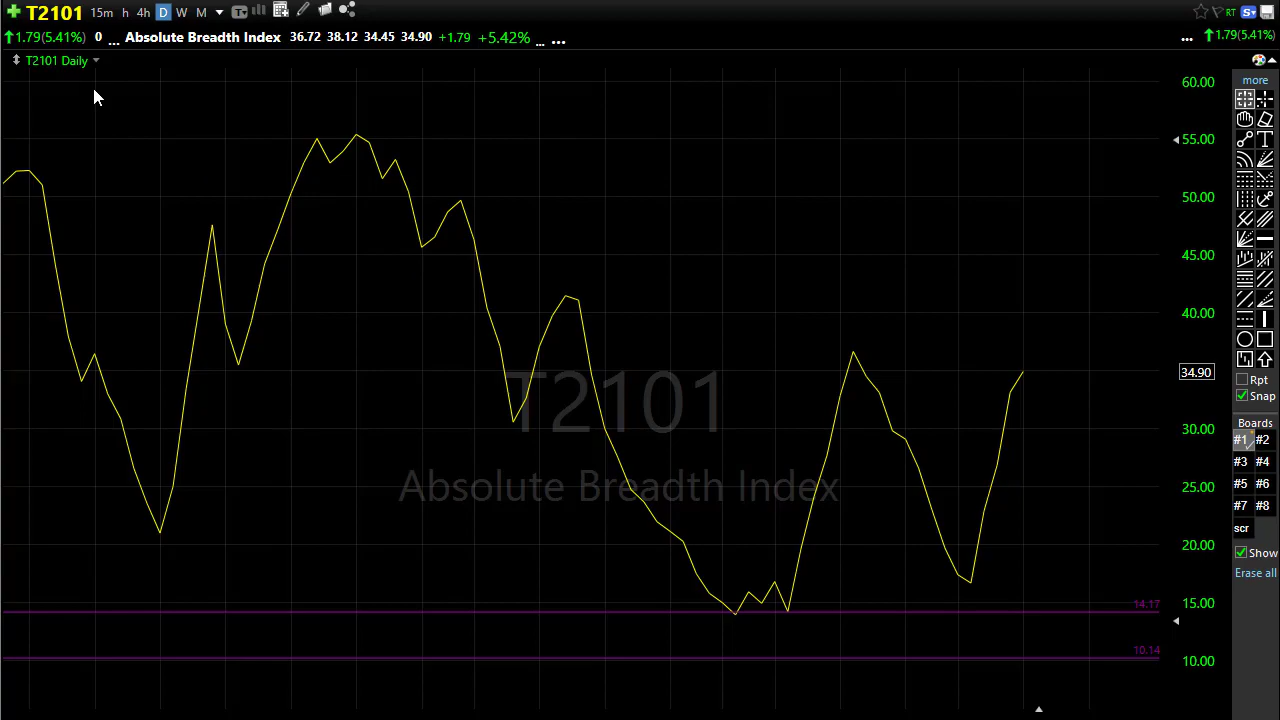 T2101 15m h 4h D W M
RT S
1.79(5.41%) 0 ... Absolute Breadth Index 36.72 38.12 34.45 34.90 +1.79 +5.42% ... ...
... 1.79(5.41%)
T2101 Daily
more
60.00
55.00
50.00
45.00
40.00
34.90
30.00
25.00
20.00
15.00
10.00
T2101
Absolute Breadth Index
14.17
10.14
T
Rpt
Snap
Boards
#1 #2
#3 #4
#5 #6
#7 #8
scr
Show
Erase all